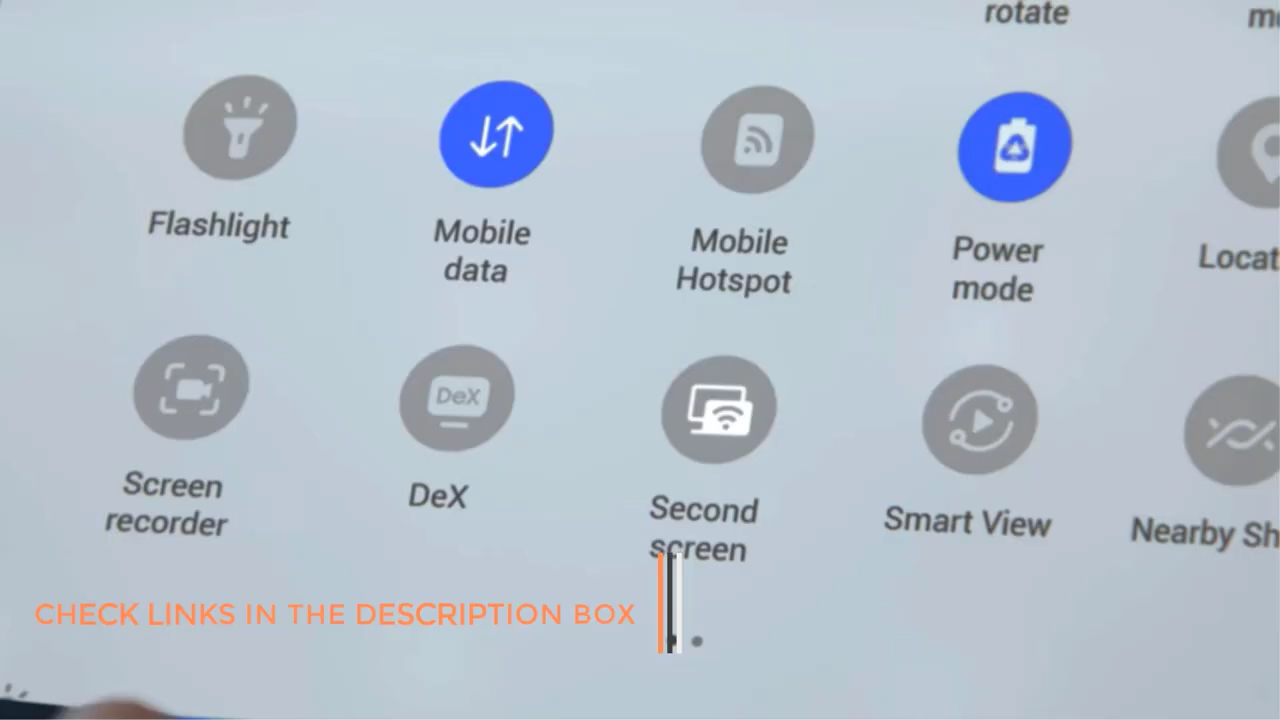 rotate
Flashlight
Mobile
data
Mobile
Hotspot
Power
mode
Screen
recorder
DeX
DeX
Second
screen
Smart View
Nearby
CHECK LINKS IN THE DESCRIPTION BOX